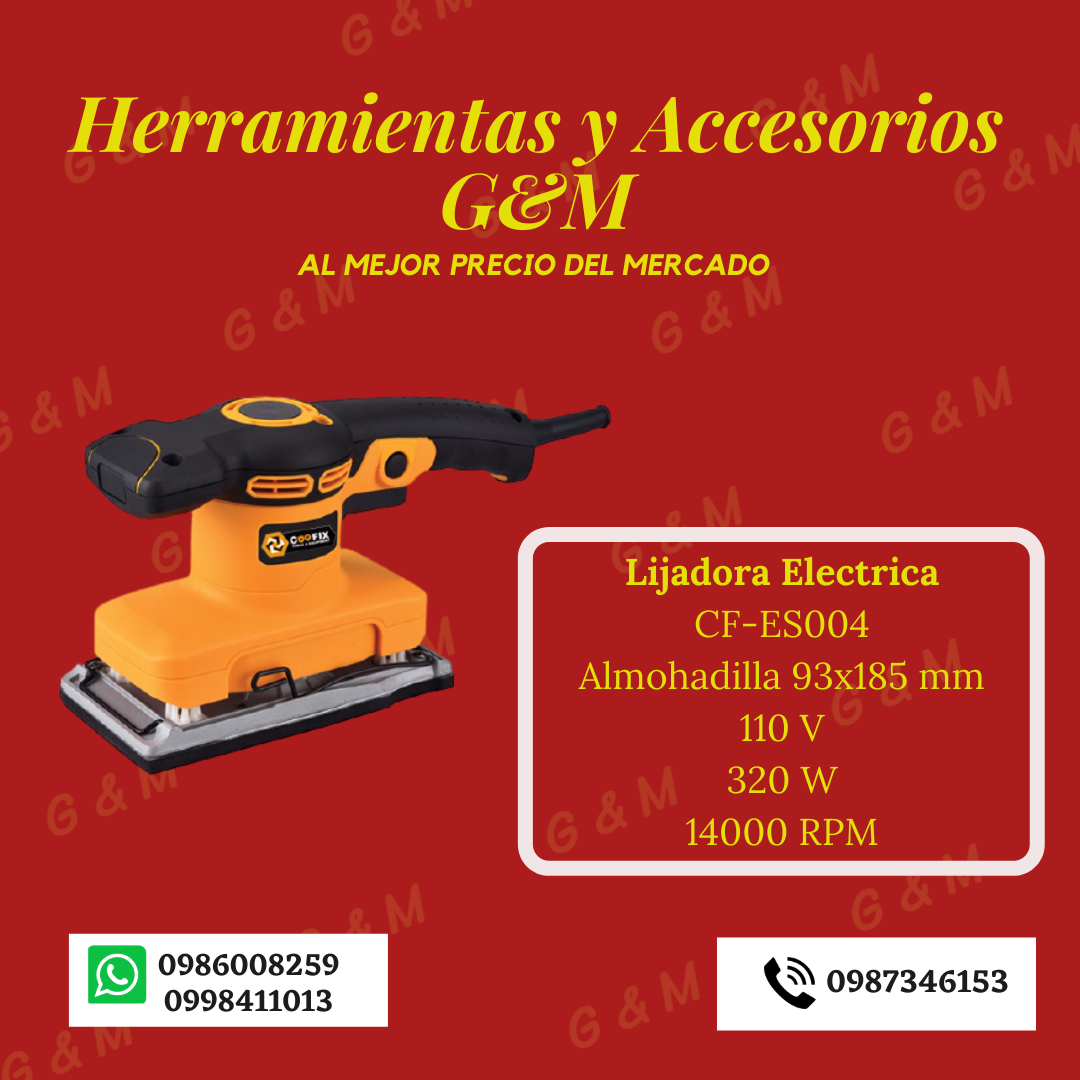 Herramientas y Accesorios
G&M
AL MEJOR PRECIO DEL MERCADO
COOFIX
Lijadora Electrica
CF-ES004
Almohadilla 93x185 mm
110 V
320 W
14000 RPM
0986008259
0998411013
0987346153
G & M
G & M
G & M
G & M
G & M
G & M
G & M
G & M
G & M
G & M
G & M
G & M
G & M
G & M